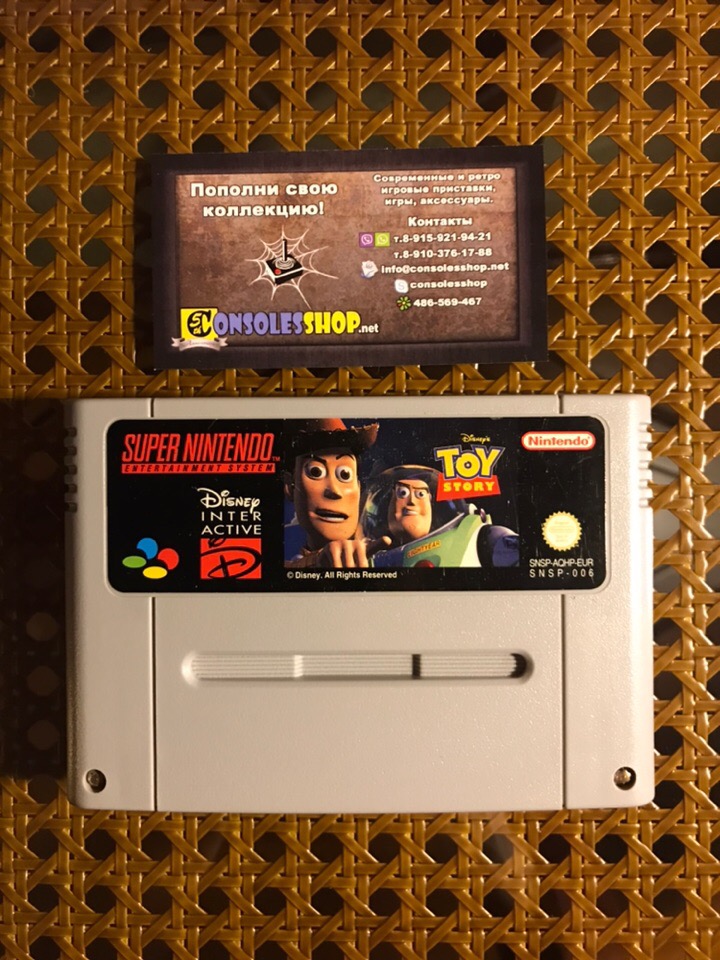 Пополни свою
коллекцию!
Современные и ретро
игровые приставки,
игры, аксессуары.
Контакты
т.8-915-921-94-21
т.8-910-376-17-88
info@consolesshop.net
consolesshop
486-569-467
CONSOLESSHOP.net
SUPER NINTENDO™
ENTERTAINMENT SYSTEM
Disney
INTER
ACTIVE
D
Disney's
TOY
STORY
LIGHTYEAR
Nintendo®
SNSP-AQHP-EUR
SNSP-006
© Disney. All Rights Reserved